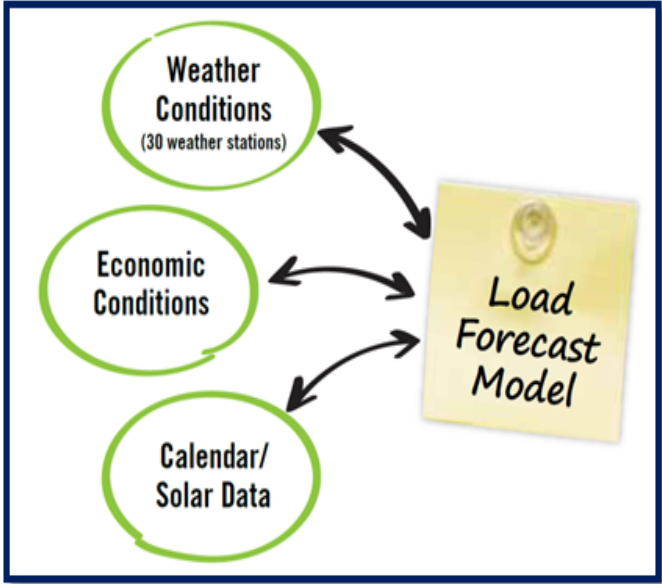 Weather
Conditions
(30 weather stations)
Economic
Conditions
Calendar/
Solar Data
Load
Forecast
Model